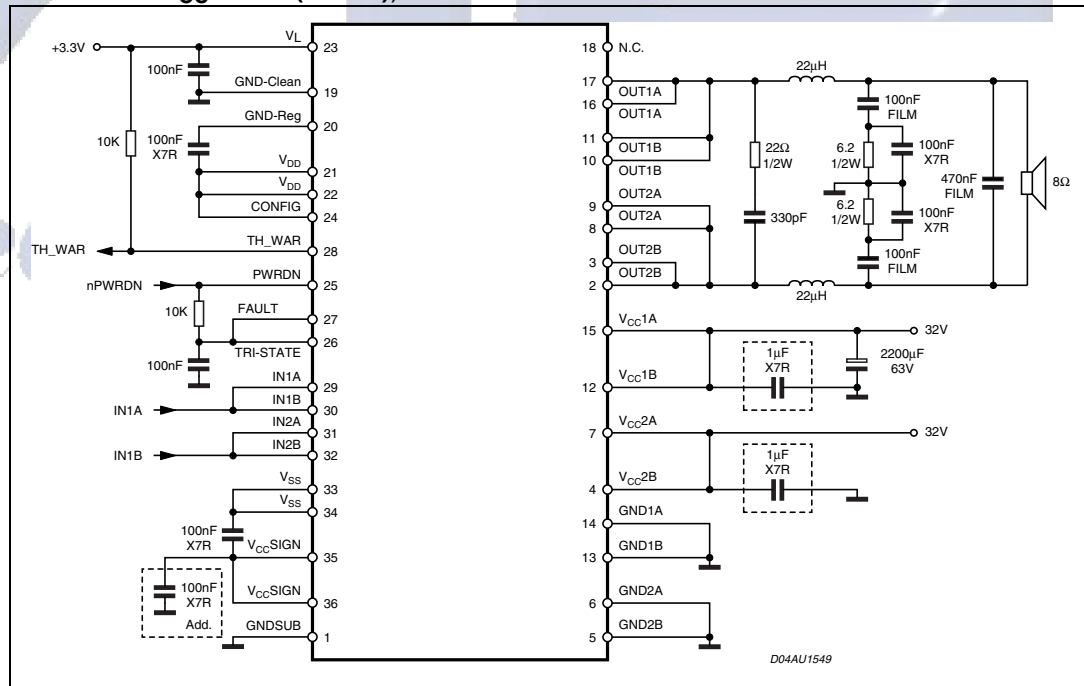 +3.3V
VL
23
18 N.C.
100nF
GND-Clean
19
GND-Reg
20
10K
100nF
X7R
VDD
21
VDD
22
CONFIG
24
TH_WAR
TH_WAR
28
nPWRDN
PWRDN
25
10K
FAULT
27
26
TRI-STATE
100nF
IN1A
29
IN1A
IN1B
30
IN2A
31
IN1B
IN2B
32
VSS
33
VSS
34
100nF
X7R
VCCSIGN
35
100nF
X7R
Add.
VCCSIGN
36
GNDSUB
1
17
OUT1A
16
OUT1A
11
OUT1B
10
OUT1B
OUT2A
9
OUT2A
8
3
OUT2B
OUT2B
2
22µH
22Ω
1/2W
330pF
100nF
FILM
6.2
1/2W
100nF
X7R
6.2
1/2W
100nF
X7R
100nF
FILM
470nF
FILM
8Ω
22µH
15
VCC1A
32V
1µF
X7R
2200µF
63V
12
VCC1B
7
VCC2A
32V
1µF
X7R
4
VCC2B
14
GND1A
13
GND1B
6
GND2A
5
GND2B
D04AU1549